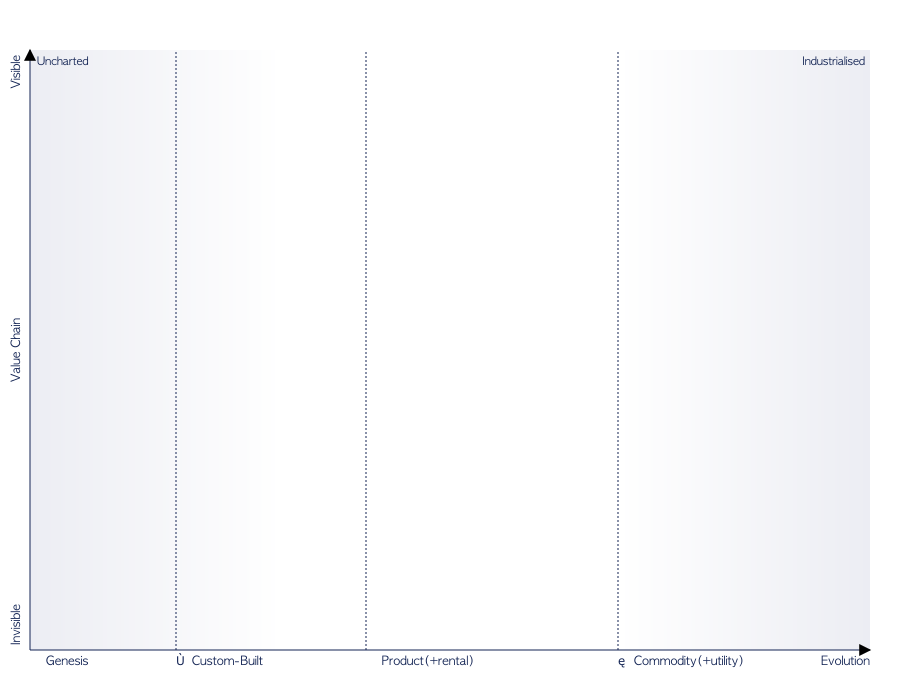 Visible
Uncharted
Industrialised
Value Chain
Invisible
Genesis
Ù Custom-Built
Product(+rental)
ę Commodity(+utility)
Evolution